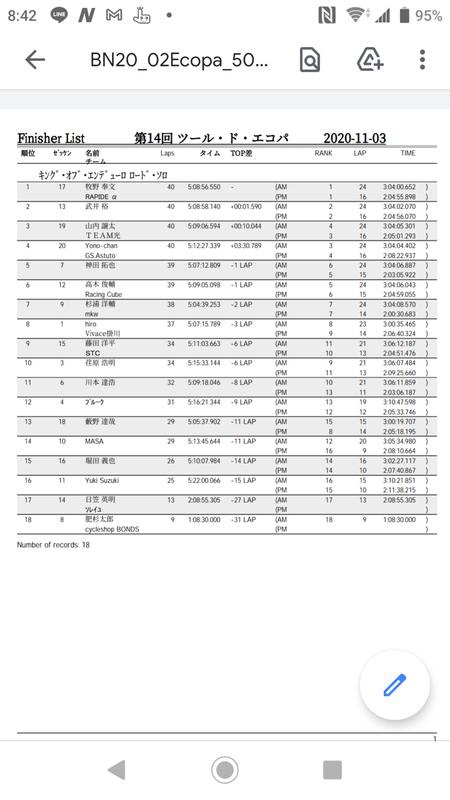 8:42 LINE N M 95%
BN20_02Ecopa_50...
Finisher List 第14回 ツール・ド・エコパ 2020-11-03
順位 ゼッケン 名前 Laps タイム TOP差 RANK LAP TIME
チーム
キング・オブ・エンデューロ ロード・ソロ
1 17 牧野 奉文 40 5:08:56.550 - (AM 1 24 3:04:00.652 )
RAPIDE α (PM 1 16 2:04:55.898 )
2 13 武井 裕 40 5:08:58.140 +00:01.590 (AM 2 24 3:04:02.070 )
(PM 2 16 2:04:56.070 )
3 19 山内 譲太 40 5:09:06.594 +00:10.044 (AM 4 24 3:04:05.301 )
TEAM光 (PM 3 16 2:05:01.293 )
4 20 Yono-chan 40 5:12:27.339 +03:30.789 (AM 3 24 3:04:04.402 )
GS.Astuto (PM 4 16 2:08:22.937 )
5 7 神田 拓也 39 5:07:12.809 -1 LAP (AM 6 24 3:04:06.887 )
(PM 5 15 2:03:05.922 )
6 12 高木 俊輔 39 5:09:05.098 -1 LAP (AM 5 24 3:04:06.043 )
Racing Cube (PM 6 15 2:04:59.055 )
7 9 杉浦 洋輔 38 5:04:39.253 -2 LAP (AM 7 24 3:04:08.570 )
mkw (PM 7 14 2:00:30.683 )
8 1 hiro 37 5:07:15.789 -3 LAP (AM 8 23 3:00:35.465 )
Vivace掛川 (PM 9 14 2:06:40.324 )
9 15 藤田 洋平 34 5:11:03.663 -6 LAP (AM 11 21 3:06:12.187 )
STC (PM 10 13 2:04:51.476 )
10 3 荏原 浩明 34 5:15:33.144 -6 LAP (AM 9 21 3:06:07.484 )
(PM 11 13 2:09:25.660 )
11 6 川本 達浩 32 5:09:18.046 -8 LAP (AM 10 21 3:06:11.859 )
(PM 13 11 2:03:06.187 )
12 4 ブルーク 31 5:16:21.344 -9 LAP (AM 13 19 3:10:47.598 )
(PM 12 12 2:05:33.746 )
13 18 籔野 達哉 29 5:05:37.902 -11 LAP (AM 15 15 3:00:19.707 )
(PM 8 14 2:05:18.195 )
14 10 MASA 29 5:13:45.644 -11 LAP (AM 12 20 3:05:34.980 )
(PM 16 9 2:08:10.664 )
15 16 堀田 義也 26 5:10:07.984 -14 LAP (AM 14 16 3:02:27.117 )
(PM 14 10 2:07:40.867 )
16 11 Yuki Suzuki 25 5:22:00.066 -15 LAP (AM 16 15 3:10:21.851 )
(PM 15 10 2:11:38.215 )
17 14 日笠 英明 13 2:08:55.305 -27 LAP (AM 17 13 2:08:55.305 )
ソレイユ (PM )
18 8 肥杉太郎 9 1:08:30.000 -31 LAP (AM 18 9 1:08:30.000 )
cycleshop BONDS (PM )
Number of records: 18
1